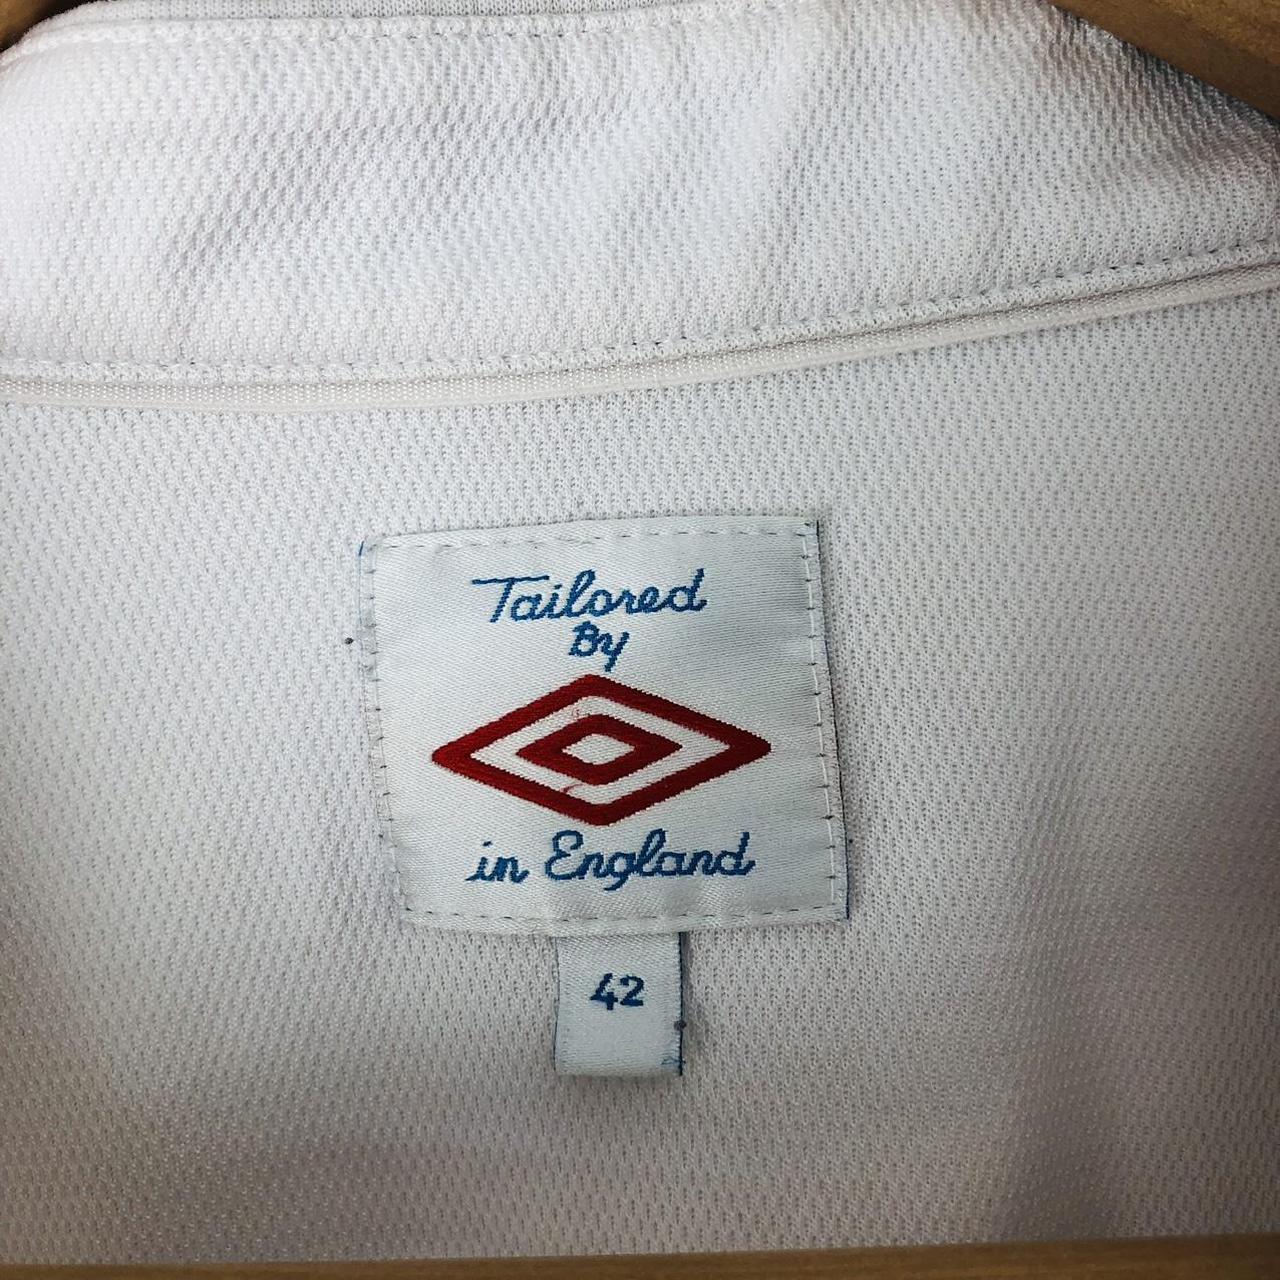 Tailored
By
in England
42